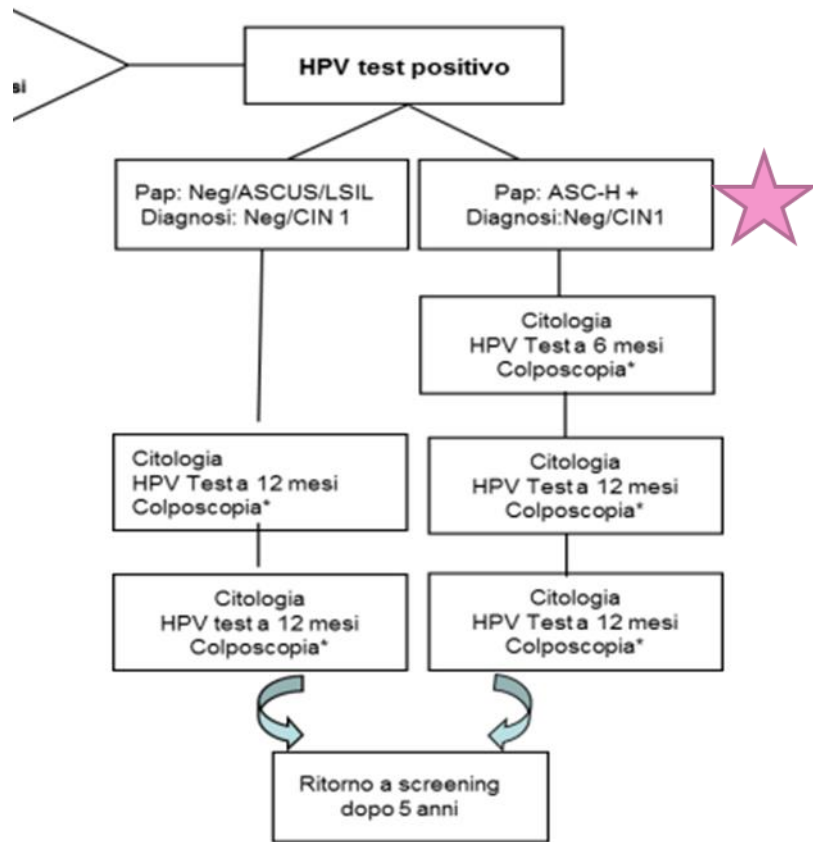 si
HPV test positivo
Pap: Neg/ASCUS/LSIL
Diagnosi: Neg/CIN 1
Pap: ASC-H +
Diagnosi:Neg/CIN1
Citologia
HPV Test a 6 mesi
Colposcopia*
Citologia
HPV Test a 12 mesi
Colposcopia*
Citologia
HPV Test a 12 mesi
Colposcopia*
Citologia
HPV test a 12 mesi
Colposcopia*
Citologia
HPV Test a 12 mesi
Colposcopia*
Ritorno a screening
dopo 5 anni